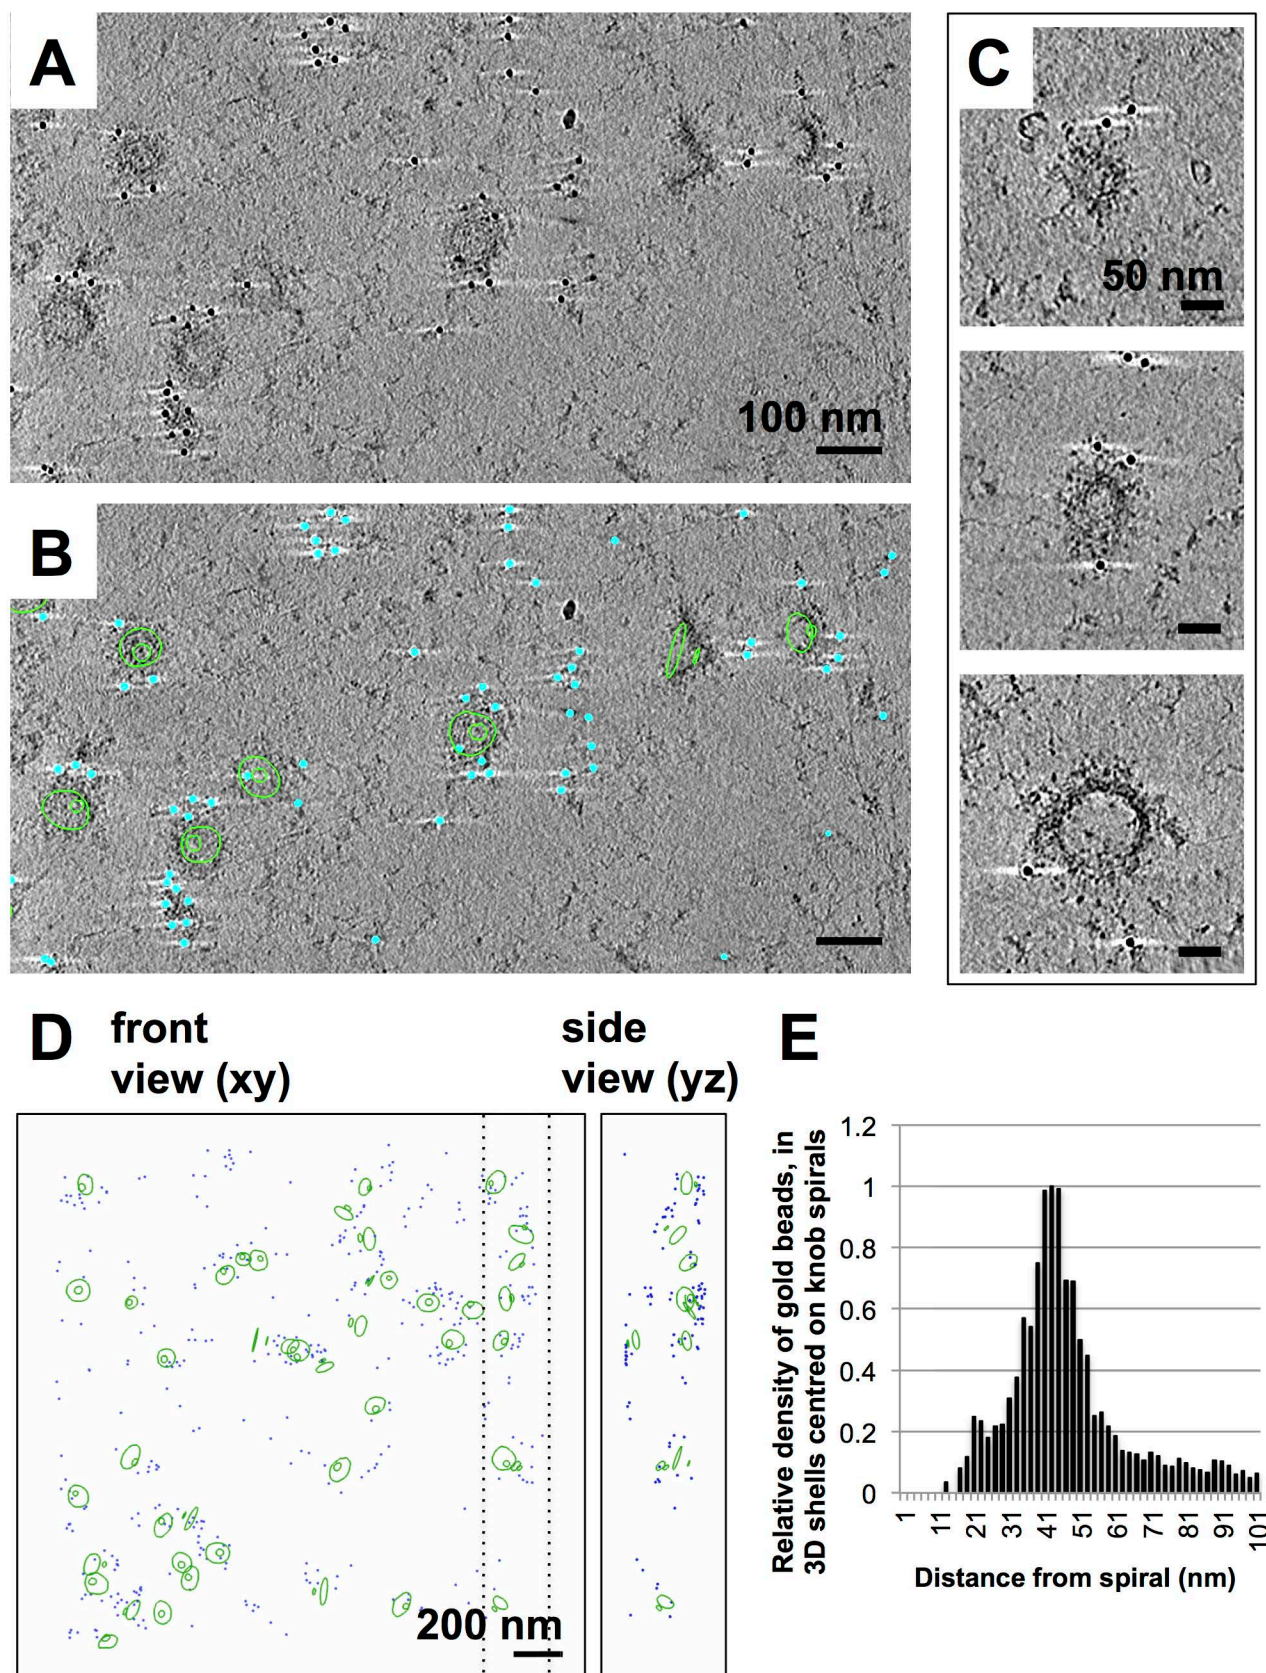 A
C
50 nm
100 nm
B
D front view (xy)
side view (yz)
E
200 nm
Relative density of gold beads, in
3D shells centred on knob spirals
1.2
1
0.8
0.6
0.4
0.2
0
1 11 21 31 41 51 61 71 81 91 101
Distance from spiral (nm)